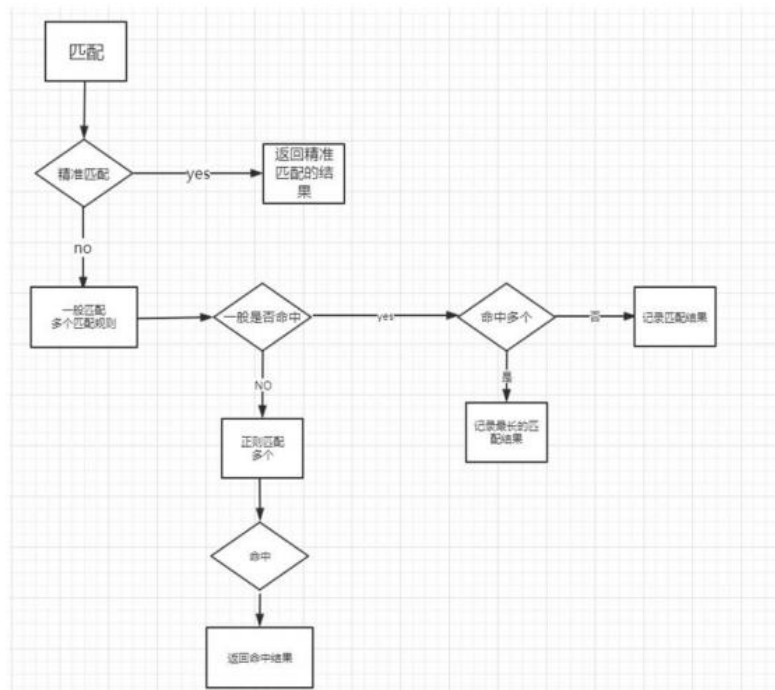 匹配
精准匹配
yes
返回精准
匹配的结
果
no
一般匹配
多个匹配规则
一般是否命中
yes
命中多个
否
记录匹配结果
是
记录最长的匹
配结果
NO
正则匹配
多个
命中
返回命中结果